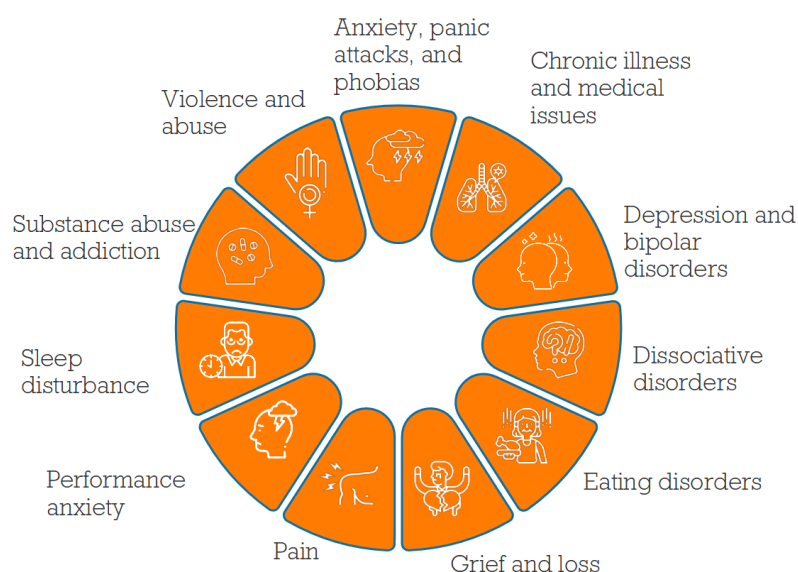 Anxiety, panic
attacks, and
phobias
Chronic illness
and medical
issues
Depression and
bipolar
disorders
Dissociative
disorders
Eating disorders
Grief and loss
Pain
Performance
anxiety
Sleep
disturbance
Substance abuse
and addiction
Violence and
abuse